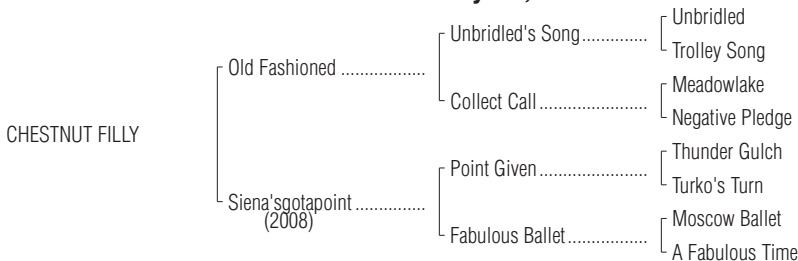 Unbridled
Unbridled's Song..............
Trolley Song
Old Fashioned ..................
Meadowlake
Collect Call.......................
Negative Pledge
CHESTNUT FILLY
Thunder Gulch
Point Given.......................
Turko's Turn
Siena'sgotapoint ...............
(2008)
Moscow Ballet
Fabulous Ballet.................
A Fabulous Time